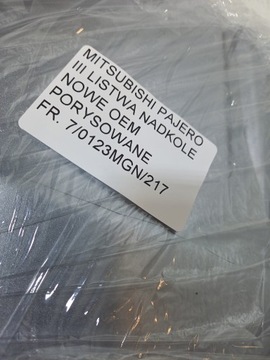 MITSUBISHI PAJERO
III LISTWA NADKOLE
NOWE OEM
PORYSOWANE
FR. 7/0123MGN/217